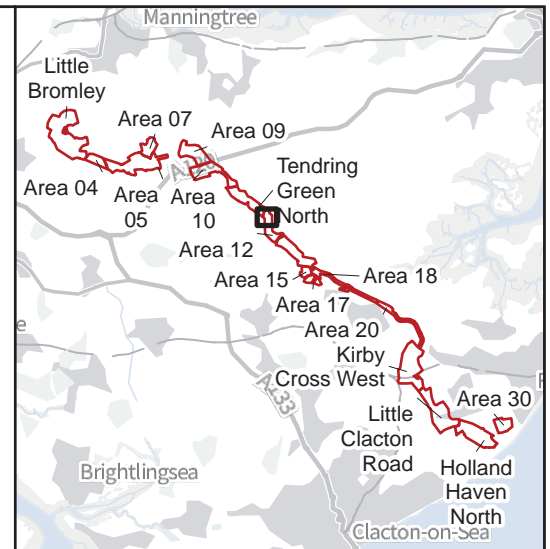 Manningtree
Little
Bromley
Area 07
Area 09
A120
Tendring
Green
North
Area 04
Area
05
Area
10
Area 12
Area 15
Area 18
Area 17
Area 20
Kirby
Cross West
A133
Area 30
Little
Clacton
Road
Holland
Haven
North
Brightlingsea
Clacton-on-Sea